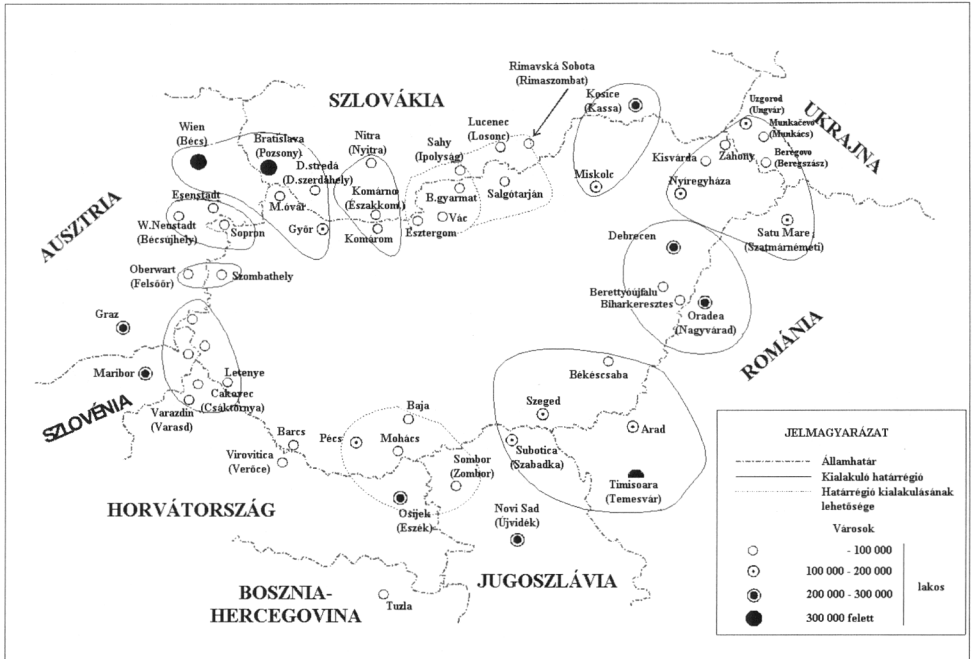 Rimavská Sobota
(Rimaszombat)
SZLOVÁKIA
Kosice
(Kassa)
Uzgorod
(Ungvár)
UKRAJNA
Wien
(Bécs)
Bratislava
(Pozsony)
Nitra
(Nyitra)
Lucenec
(Losonc)
Sahy
(Ipolyság)
Munkačevo
(Munkács)
D.stredá
(D.szerdahely)
Kisvárda
Záhony
Beregovo
(Beregszász)
AUSZTRIA
Esenstadt
M.óvár
Komárno
(Északkom.)
B.gyarmat
Salgótarján
Miskolc
Nyíregyháza
W.Neustadt
(Bécsújhely)
Sopron
Győr
Komárom
Esztergom
Vác
Satu Mare
(Szatmárnémeti)
Debrecen
Oberwart
(Felsőőr)
Szombathely
Berettyóújfalu
Biharkeresztes
Oradea
(Nagyvárad)
Graz
ROMÁNIA
Maribor
Letenye
Cakovec
(Csáktornya)
Békéscsaba
SZLOVÉNIA
Varazdin
(Varasd)
Baja
Szeged
Barcs
Pécs
Mohács
Arad
Virovitica
(Verőce)
Sombor
(Zombor)
Subotica
(Szabadka)
Timisoara
(Temesvár)
HORVÁTORSZÁG
Osijek
(Eszék)
Novi Sad
(Újvidék)
JUGOSZLÁVIA
BOSZNIA-
HERCEGOVINA
Tuzla
JELMAGYARÁZAT
Államhatár
Kialakuló határrégió
Határrégió kialakulásának
lehetősége
Városok
- 100 000
100 000 - 200 000
200 000 - 300 000
300 000 felett
lakos